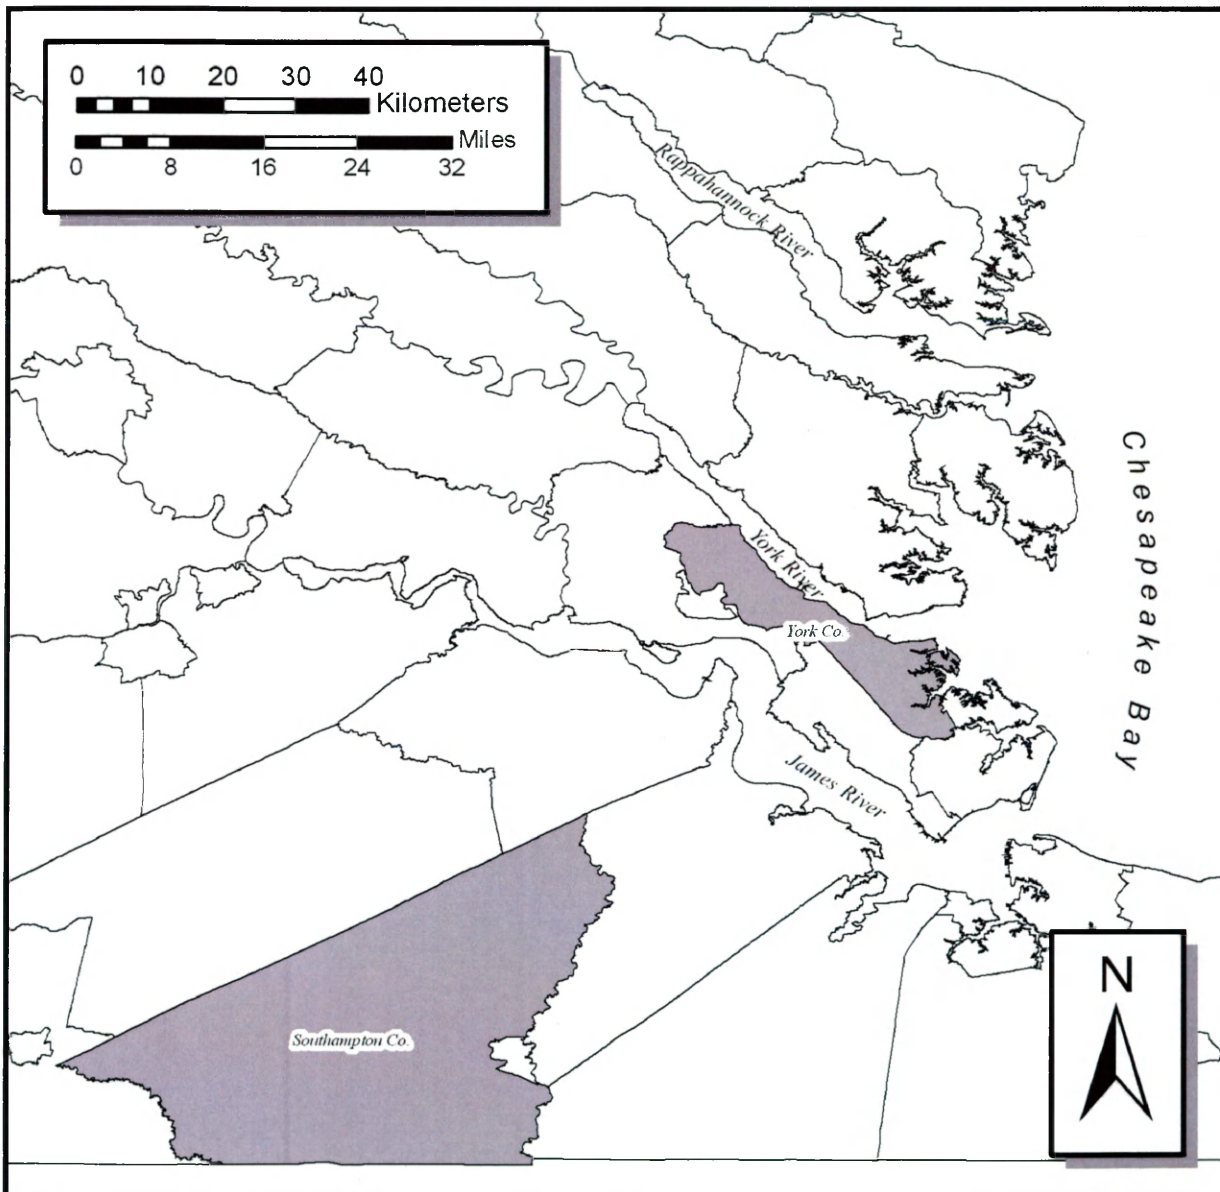 0 10 20 30 40
Kilometers
Miles
0 8 16 24 32
Rappahannock River
York River
York Co.
Chesapeake Bay
James River
Southampton Co.
N